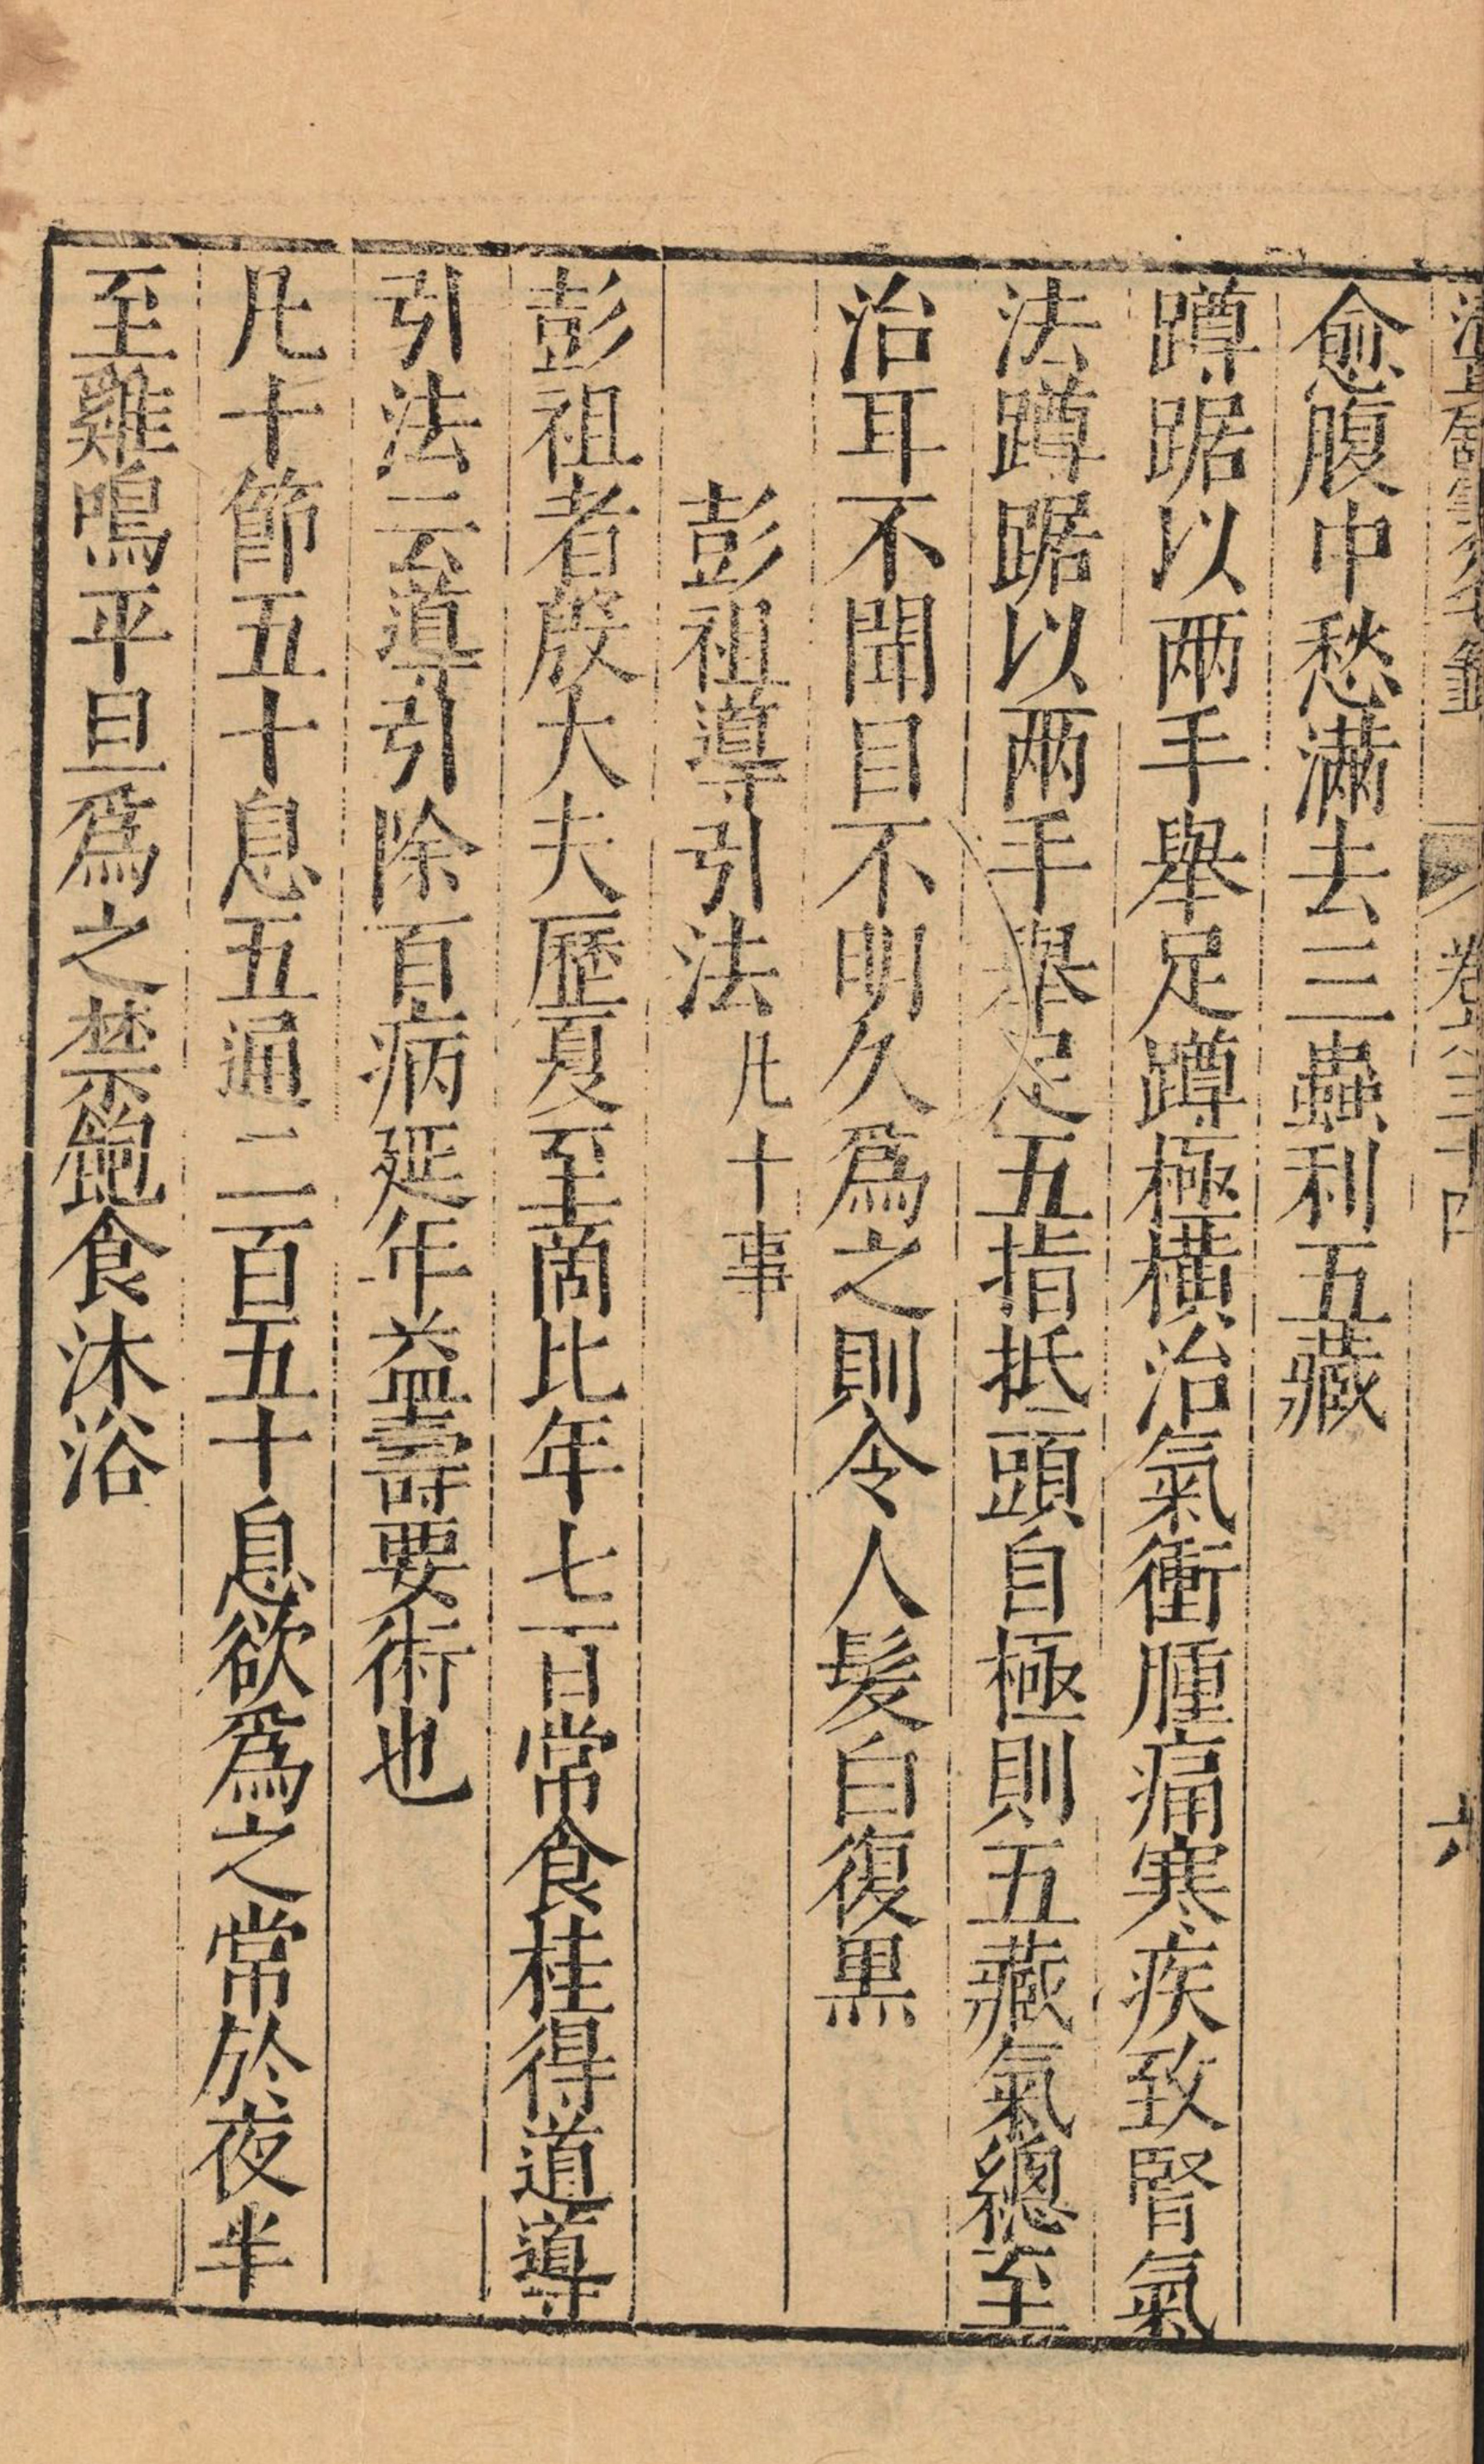 卷三十四
六
愈腹中愁滿去三蟲利五藏
蹲踞以兩手舉足蹲極橫治氣衝腫痛寒疾致腎氣
法蹲踞以兩手舉足五指抵頭自極則五藏氣總至
治耳不聞目不明久爲之則令人髮白復黑
彭祖導引法凡十事
彭祖者殷大夫歷夏至商比年七百常食桂得道導
引法云導引除百病延年益壽要術也
凡十節五十息五通二百五十息欲爲之常於夜半
至雞鳴平旦爲之禁飽食沐浴